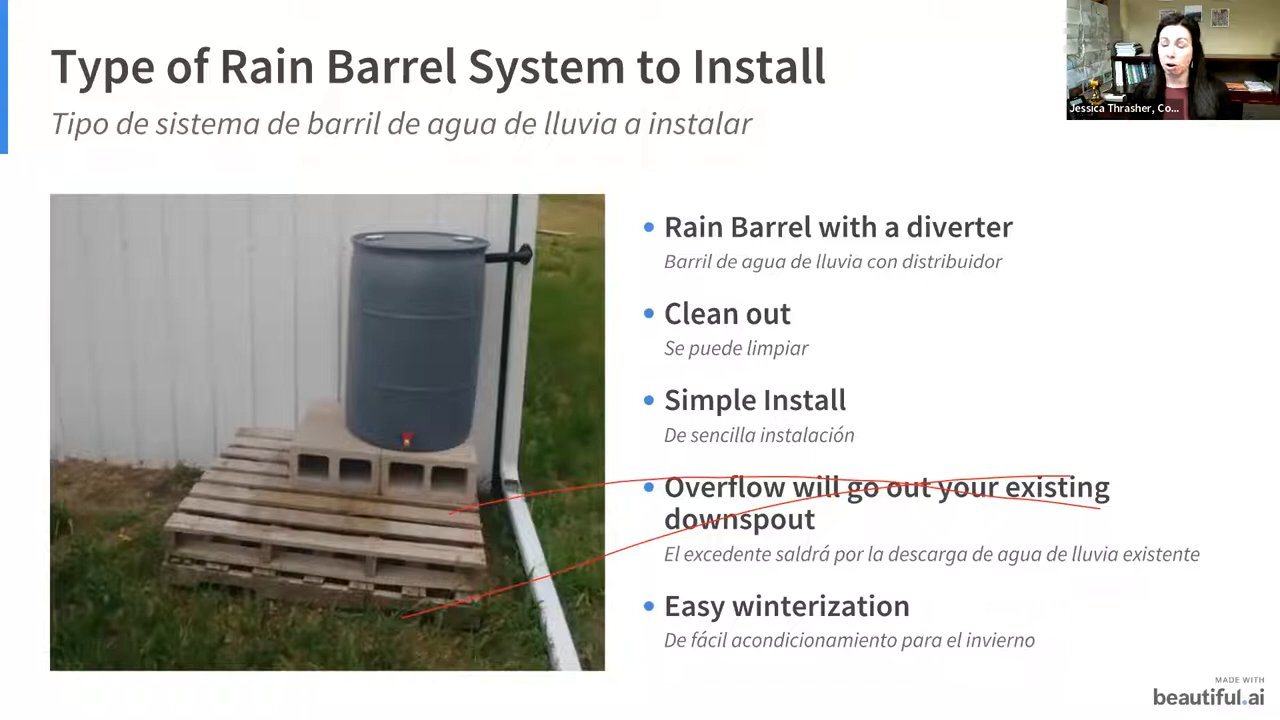 Type of Rain Barrel System to Install
Tipo de sistema de barril de agua de lluvia a instalar
Jessica Thrasher, Co...
• Rain Barrel with a diverter
Barril de agua de lluvia con distribuidor
• Clean out
Se puede limpiar
• Simple Install
De sencilla instalación
• Overflow will go out your existing
downspout
El excedente saldrá por la descarga de agua de lluvia existente
• Easy winterization
De fácil acondicionamiento para el invierno
MADE WITH
beautiful.ai